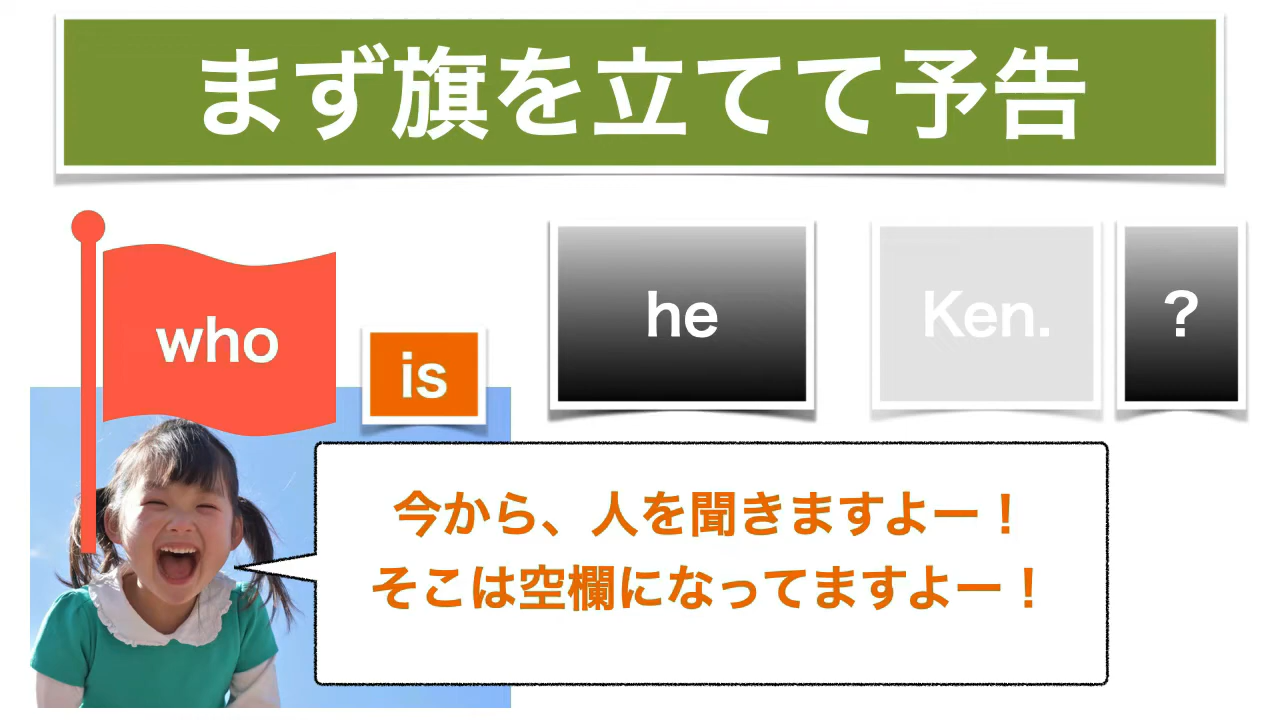 まず旗を立てて予告
who
is
he
Ken.
?
今から、人を聞きますよー！
そこは空欄になってますよー！